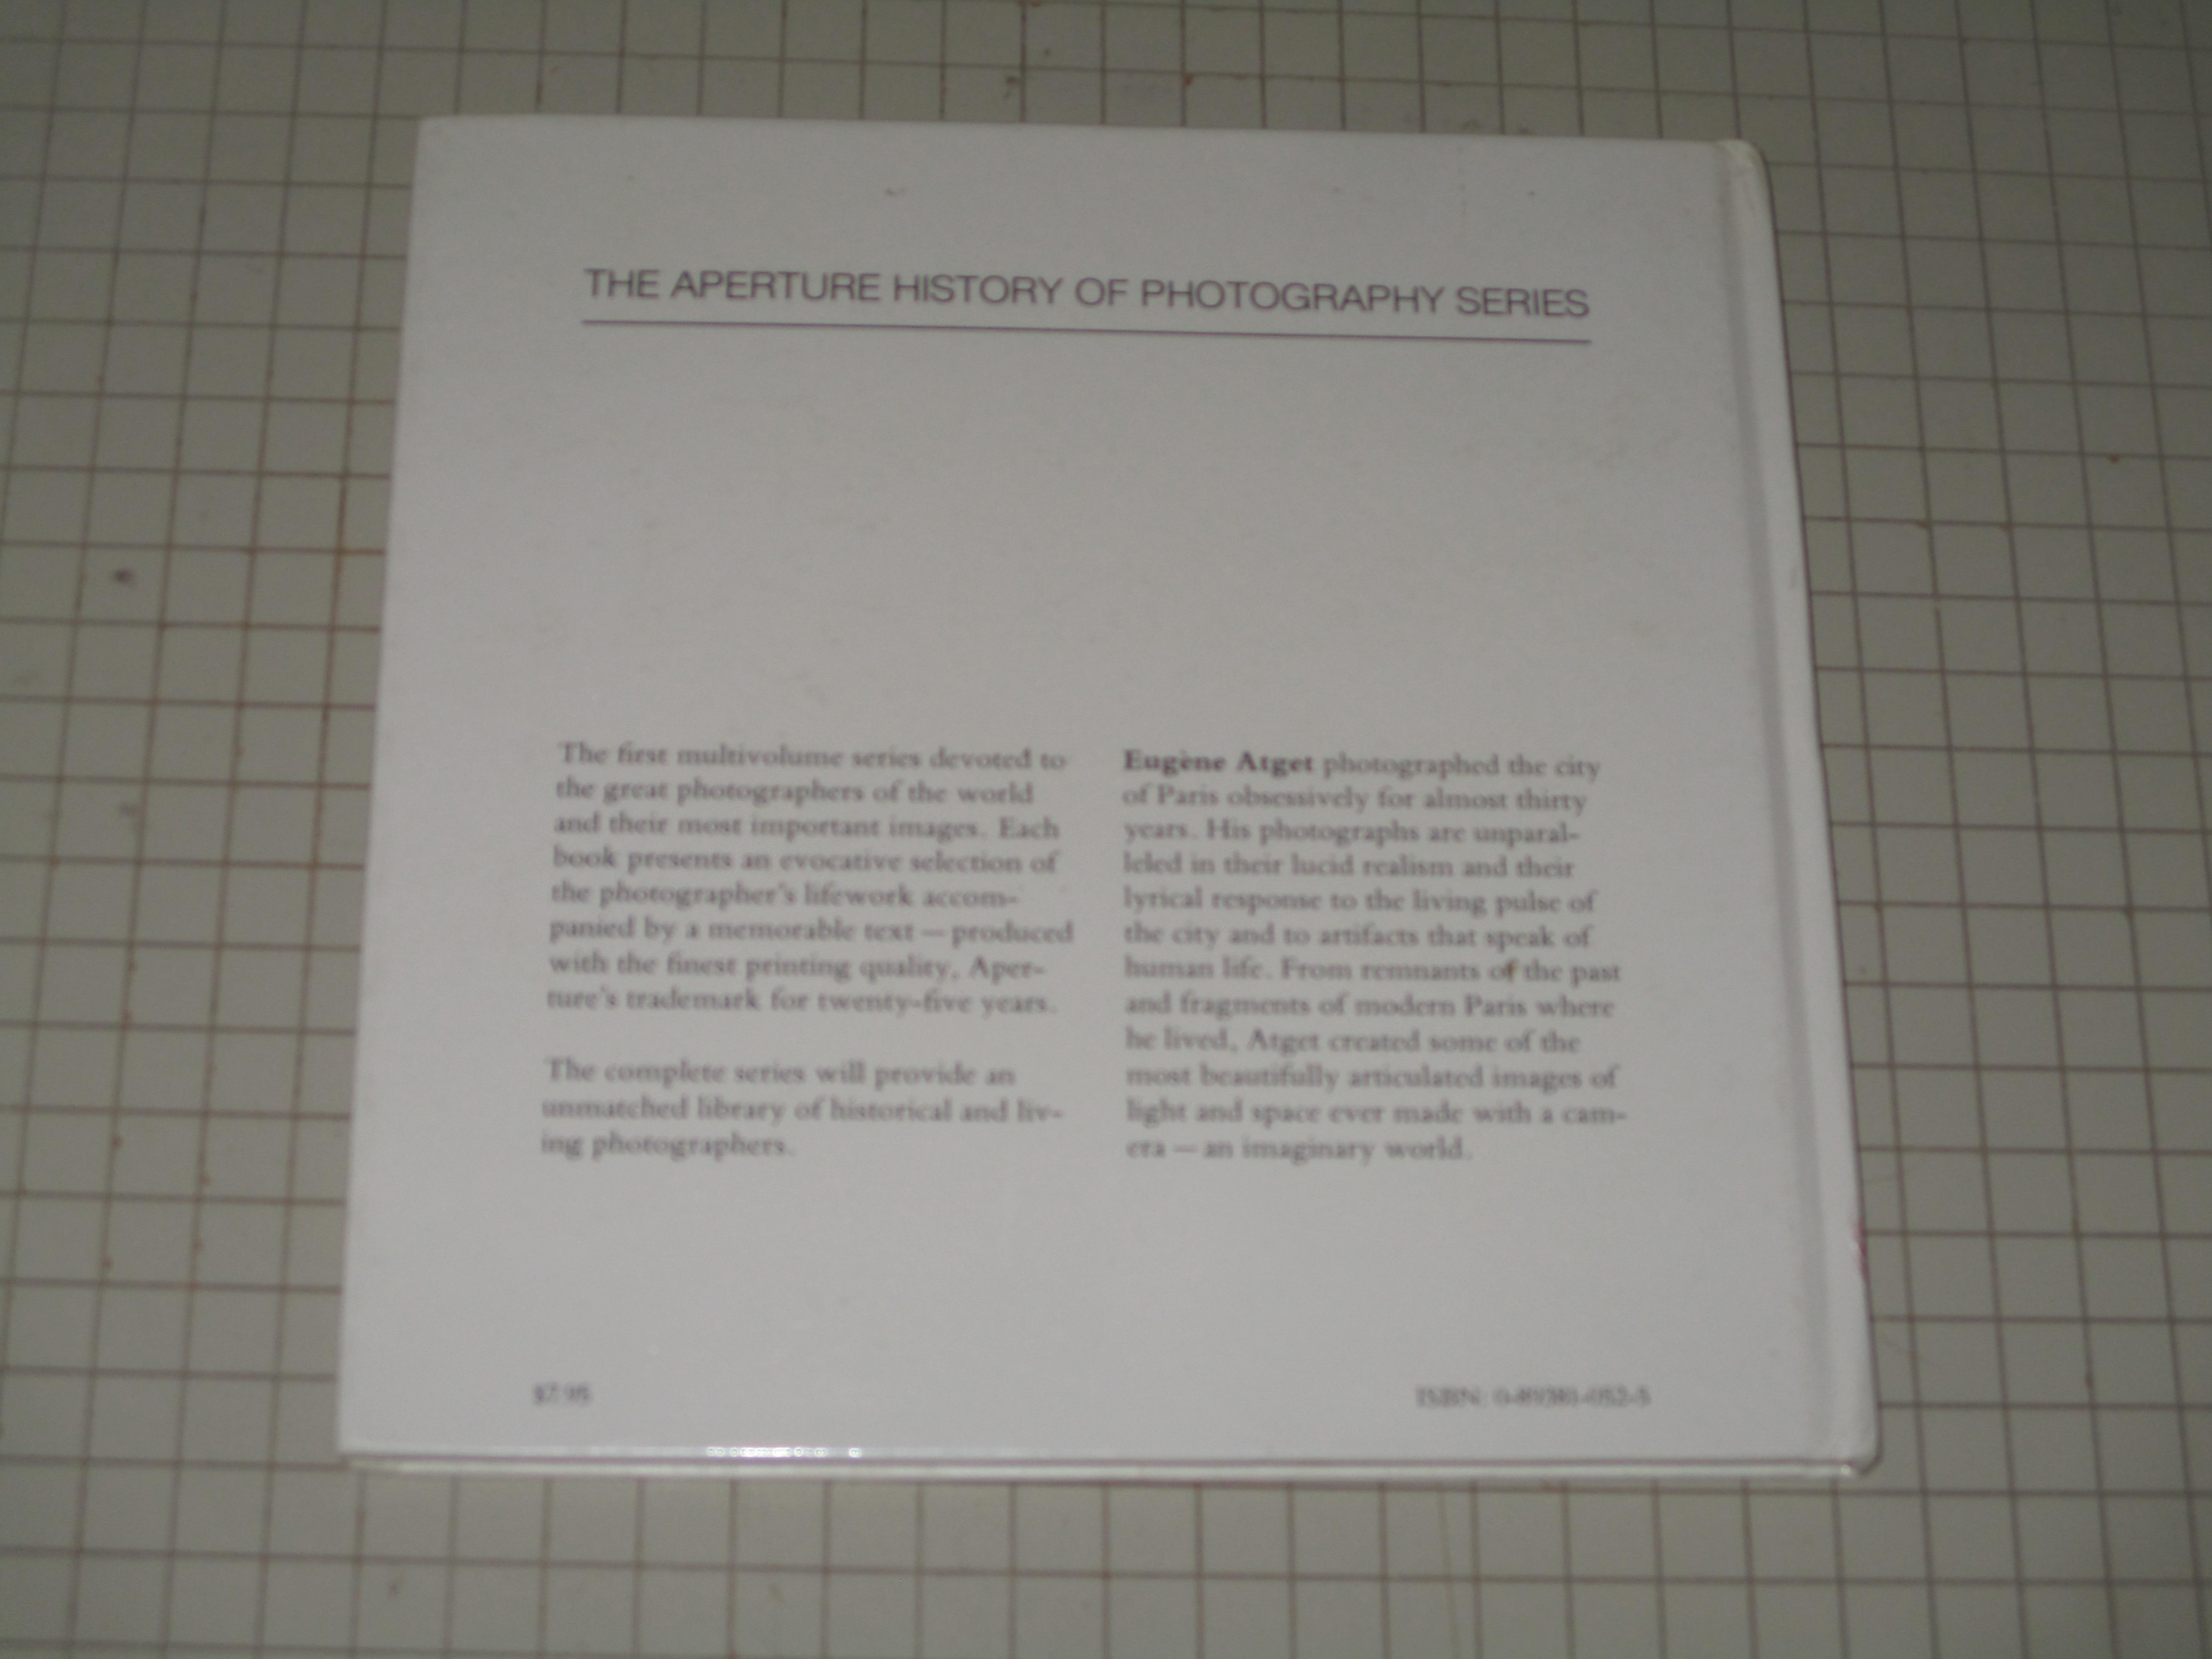 THE APERTURE HISTORY OF PHOTOGRAPHY SERIES
The first multivolume series devoted to
the great photographers of the world
and their most important images. Each
book presents an evocative selection of
the photographer's lifework accom-
panied by a memorable text — produced
with the finest printing quality, Aper-
ture's trademark for twenty-five years.
The complete series will provide an
unmatched library of historical and liv-
ing photographers.
Eugène Atget photographed the city
of Paris obsessively for almost thirty
years. His photographs are unparal-
leled in their lucid realism and their
lyrical response to the living pulse of
the city and to artifacts that speak of
human life. From remnants of the past
and fragments of modern Paris where
he lived, Atget created some of the
most beautifully articulated images of
light and space ever made with a cam-
era — an imaginary world.
$7.95
ISBN: